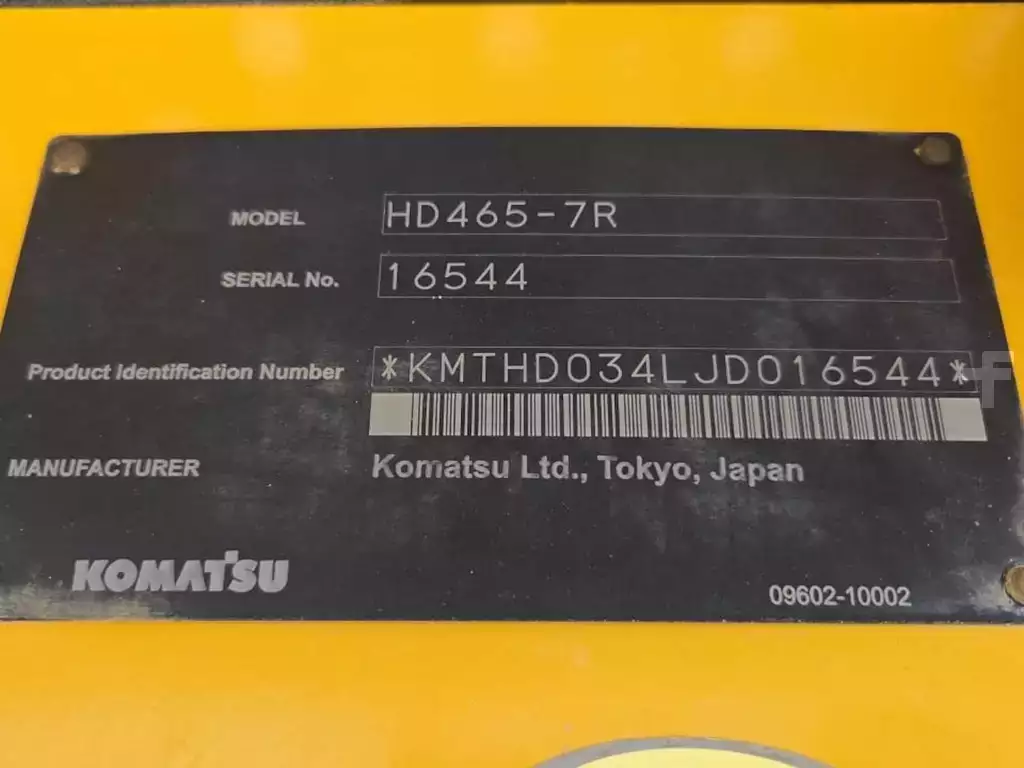 MODEL HD465-7R
SERIAL No. 16544
Product Identification Number *KMTHD034LJD016544*
MANUFACTURER Komatsu Ltd., Tokyo, Japan
KOMATSU 09602-10002